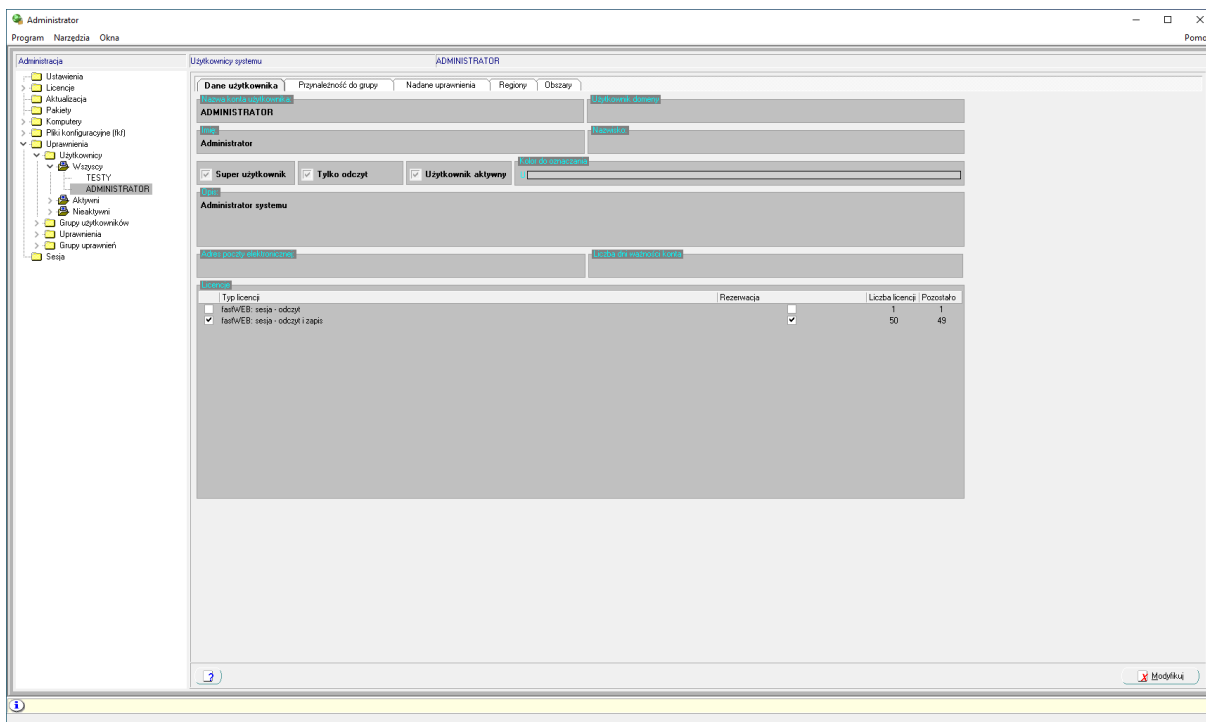 Administrator
Program Narzędzia Okna Pomo
Administracja
Ustawienia
Licencje
Aktualizacja
Pakiety
Komputery
Pliki konfiguracyjne (fkf)
Uprawnienia
Użytkownicy
Wszyscy
TESTY
ADMINISTRATOR
Aktywni
Nieaktywni
Grupy użytkowników
Uprawnienia
Grupy uprawnień
Sesja
Użytkownicy systemu ADMINISTRATOR
Dane użytkownika Przynależność do grupy Nadane uprawnienia Regiony Obszary
Nazwa konta użytkownika Użytkownik domeny
ADMINISTRATOR
Imię Nazwisko
Administrator
Kolor do oznaczania
Super użytkownik Tylko odczyt Użytkownik aktywny
Opis
Administrator systemu
Adres poczty elektronicznej Liczba dni ważności konta
Licencje
Typ licencji Rezerwacja Liczba licencji Pozostało
fastWEB: sesja - odczyt 1 1
fastWEB: sesja - odczyt i zapis 50 49
Modyfikuj